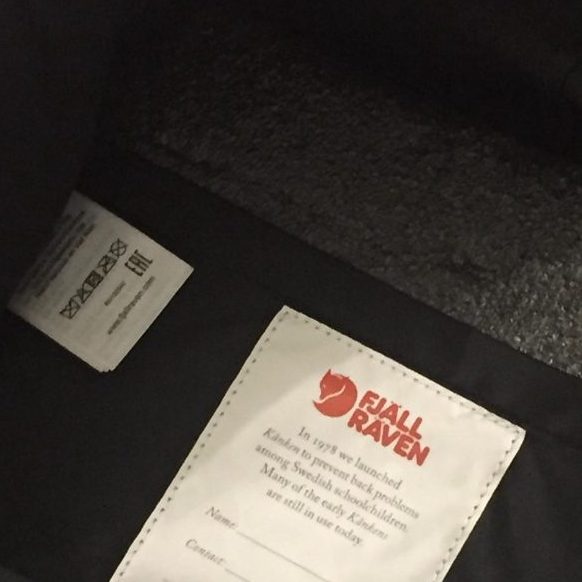 FJÄLL
RÄVEN
In 1978 we launched
Kånken to prevent back problems
among Swedish schoolchildren.
Many of the early Kånkens
are still in use today.
Name:
Contact:
EAC
www.fjallraven.com